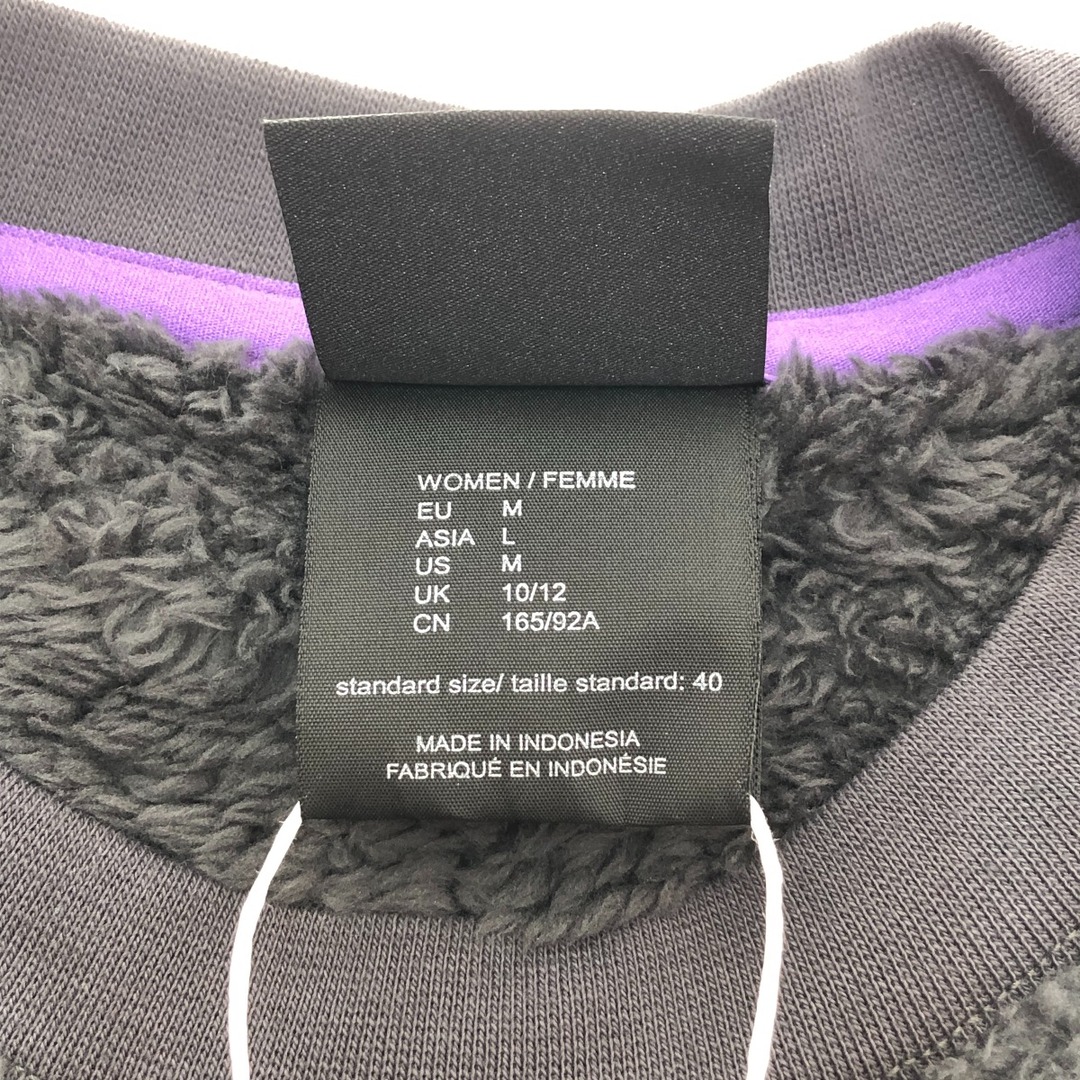 WOMEN / FEMME
EU M
ASIA L
US M
UK 10/12
CN 165/92A
standard size/ taille standard: 40
MADE IN INDONESIA
FABRIQUÉ EN INDONÉSIE